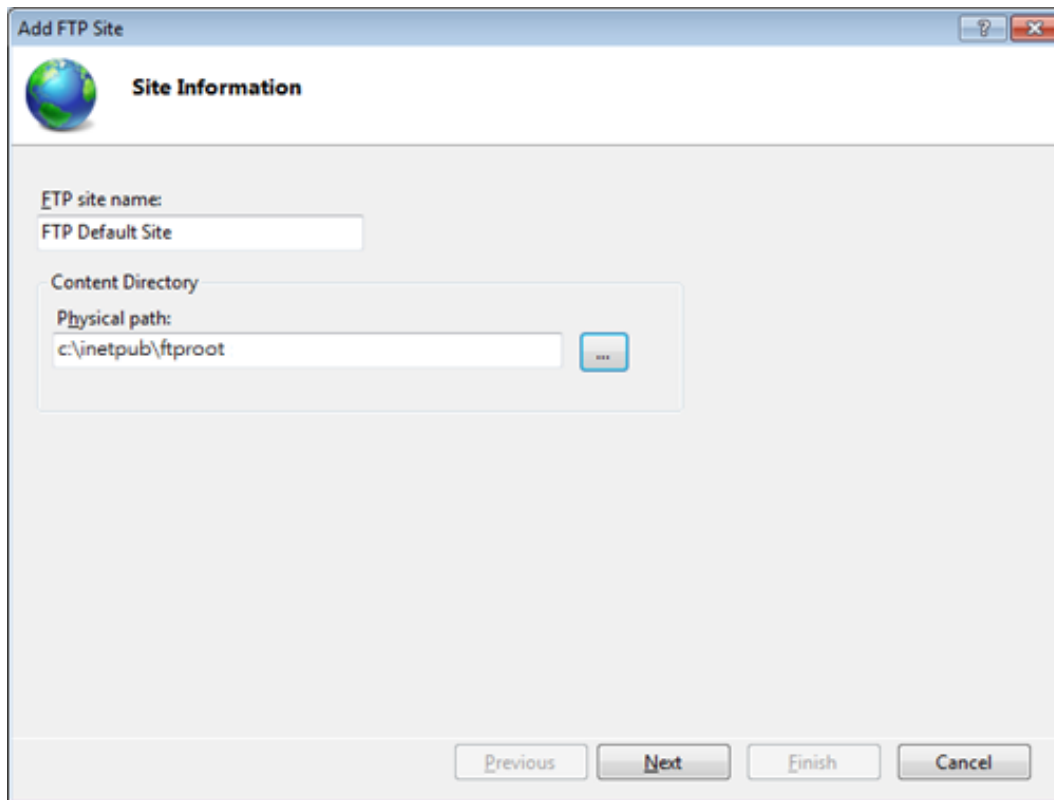 Add FTP Site
Site Information
FTP site name:
FTP Default Site
Content Directory
Physical path:
c:\inetpub\ftproot
...
Previous Next Finish Cancel